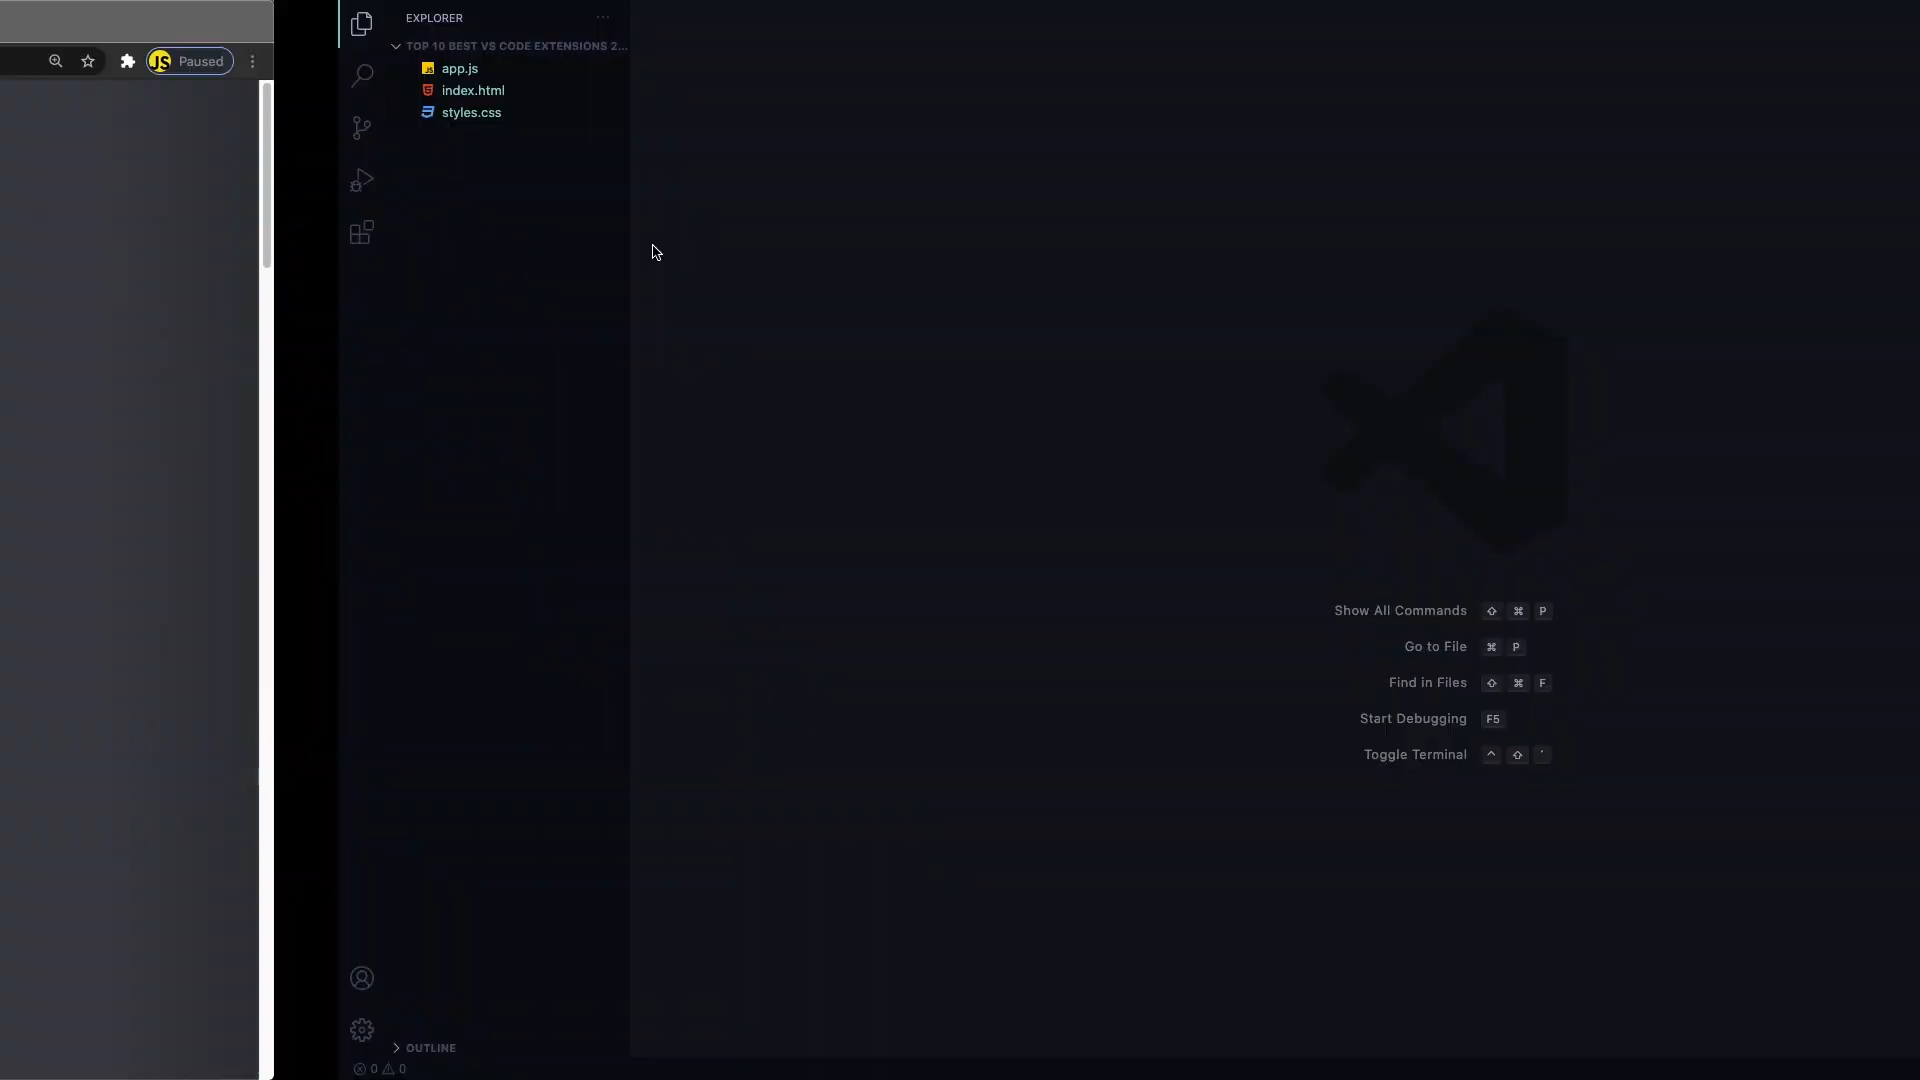 JS Paused
EXPLORER
TOP 10 BEST VS CODE EXTENSIONS 2...
JS app.js
index.html
styles.css
Show All Commands ⇧ ⌘ P
Go to File ⌘ P
Find in Files ⇧ ⌘ F
Start Debugging F5
Toggle Terminal ^ ⇧ `
OUTLINE
0 0